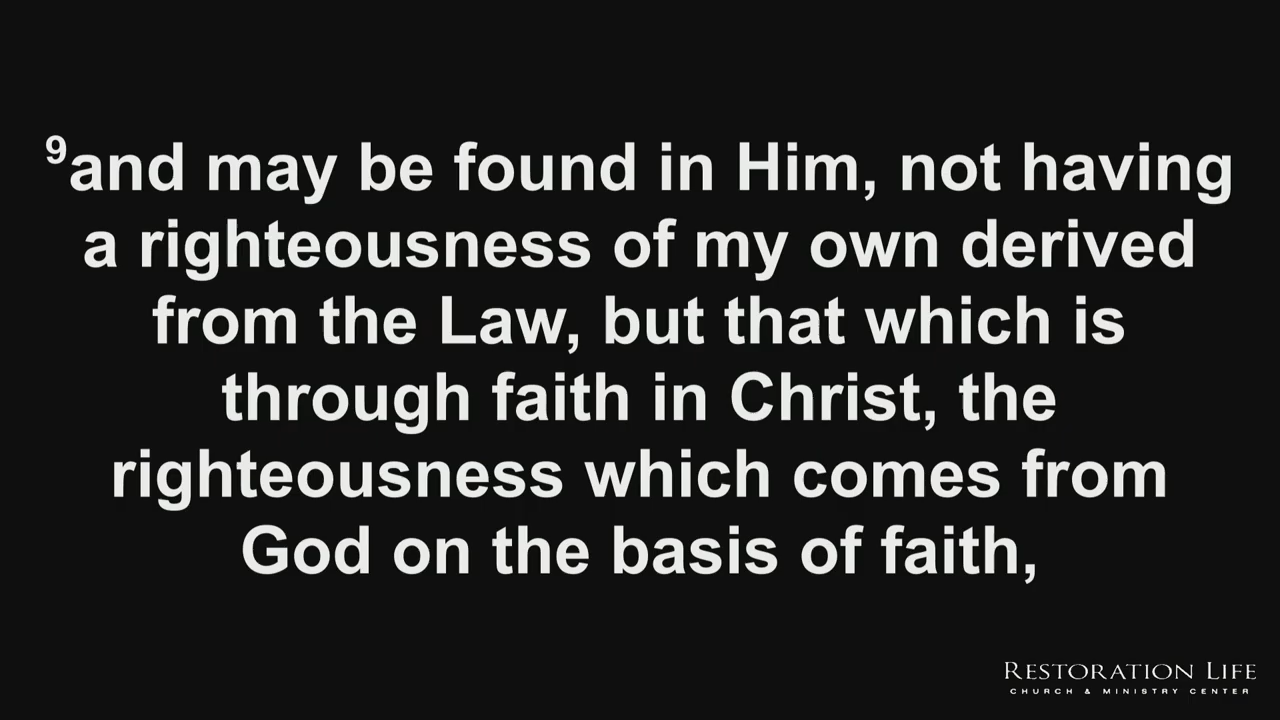 ⁹and may be found in Him, not having
a righteousness of my own derived
from the Law, but that which is
through faith in Christ, the
righteousness which comes from
God on the basis of faith,
RESTORATION LIFE
CHURCH & MINISTRY CENTER